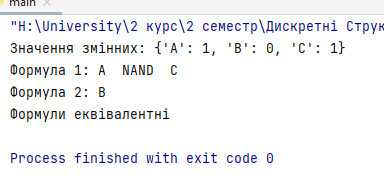 main
"H:\University\2 курс\2 семестр\Дискретні Струк
Значення змінних: {'A': 1, 'B': 0, 'C': 1}
Формула 1: A  NAND  C
Формула 2: B
Формули еквівалентні
Process finished with exit code 0